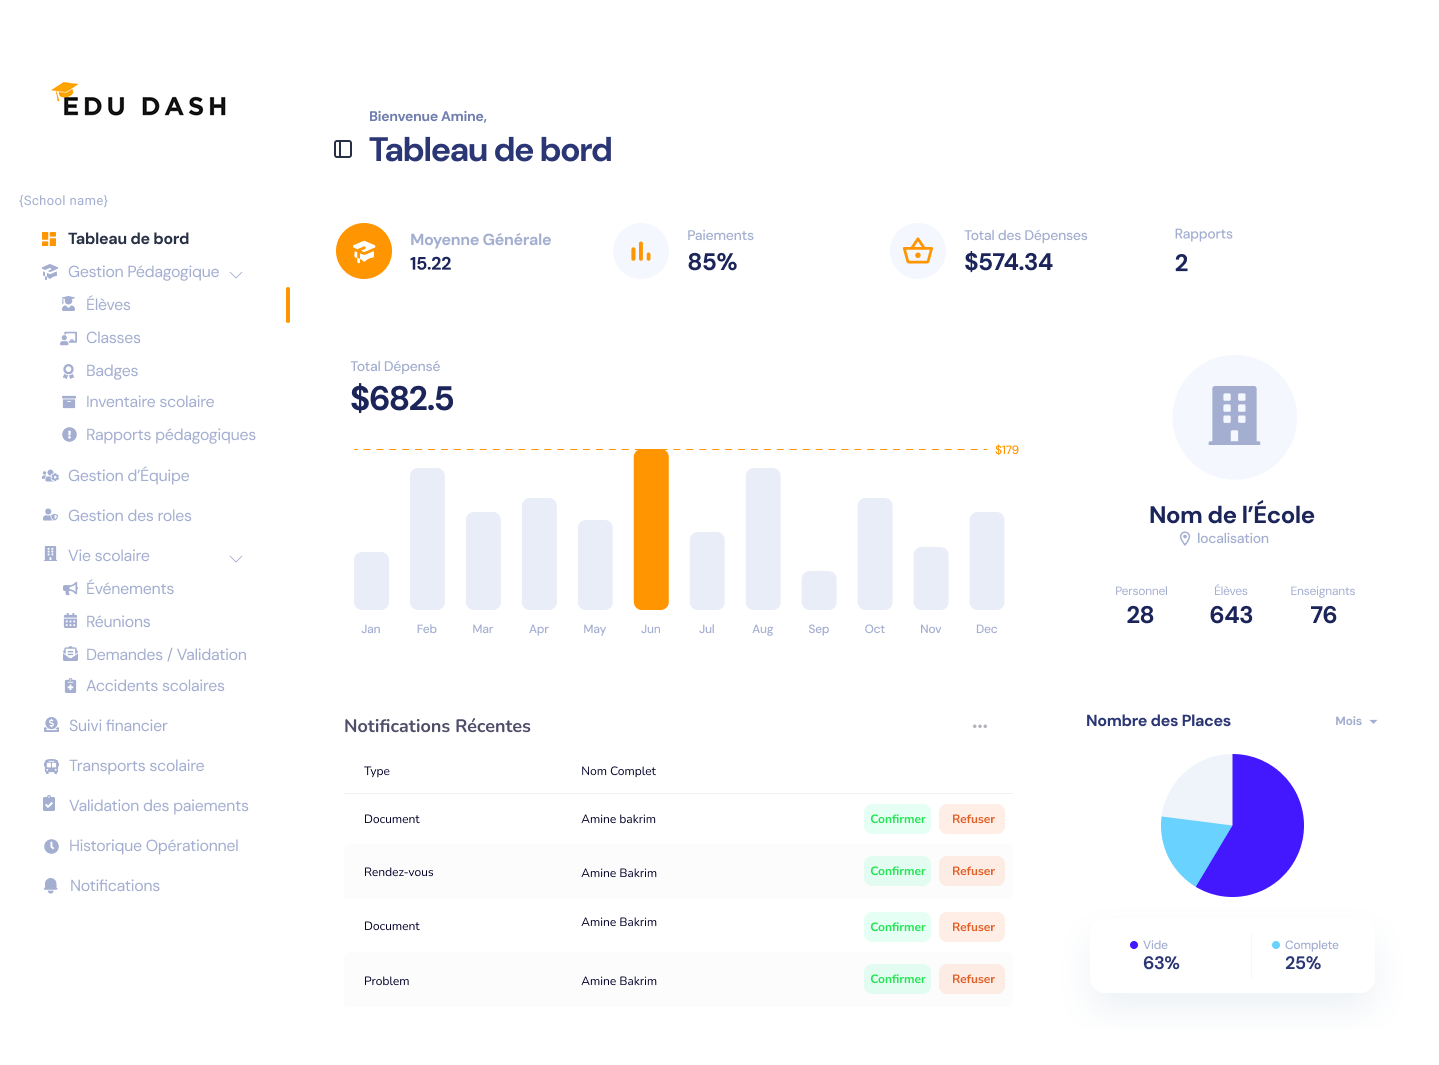 EDU DASH
{School name}
Tableau de bord
Gestion Pédagogique
Élèves
Classes
Badges
Inventaire scolaire
Rapports pédagogiques
Gestion d’Équipe
Gestion des roles
Vie scolaire
Événements
Réunions
Demandes / Validation
Accidents scolaires
Suivi financier
Transports scolaire
Validation des paiements
Historique Opérationnel
Notifications
Bienvenue Amine,
Tableau de bord
Moyenne Générale
15.22
Paiements
85%
Total des Dépenses
$574.34
Rapports
2
Total Dépensé
$682.5
$179
Jan Feb Mar Apr May Jun Jul Aug Sep Oct Nov Dec
Nom de l’École
localisation
Personnel Élèves Enseignants
28 643 76
Notifications Récentes
Type Nom Complet
Document Amine bakrim Confirmer Refuser
Rendez-vous Amine Bakrim Confirmer Refuser
Document Amine Bakrim Confirmer Refuser
Problem Amine Bakrim Confirmer Refuser
Nombre des Places Mois
Vide Complete
63% 25%